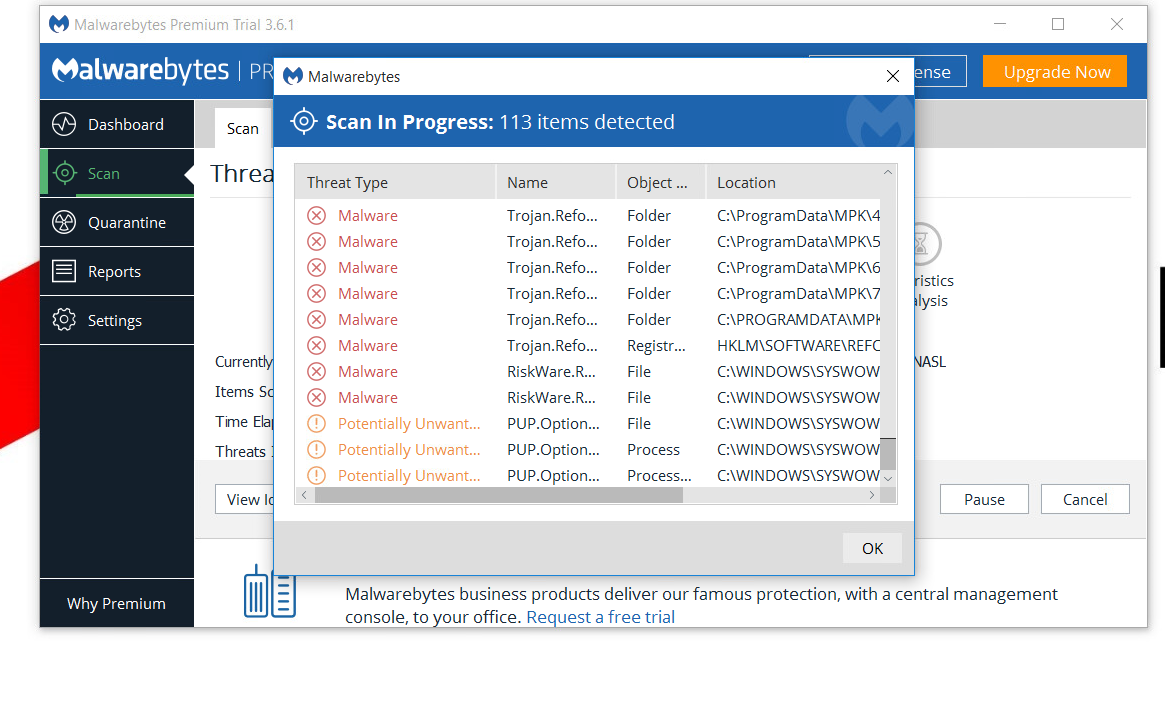 Malwarebytes Premium Trial 3.6.1
Malwarebytes | PR
ense
Upgrade Now
Dashboard
Scan
Quarantine
Reports
Settings
Why Premium
Scan
Threa
ristics
alysis
Currently
Items Sc
Time Elap
Threats I
NASL
View Id
Pause
Cancel
Malwarebytes
Scan In Progress: 113 items detected
Threat Type Name Object ... Location
Malware Trojan.Refo... Folder C:\ProgramData\MPK\4
Malware Trojan.Refo... Folder C:\ProgramData\MPK\5
Malware Trojan.Refo... Folder C:\ProgramData\MPK\6
Malware Trojan.Refo... Folder C:\ProgramData\MPK\7
Malware Trojan.Refo... Folder C:\PROGRAMDATA\MPK
Malware Trojan.Refo... Registr... HKLM\SOFTWARE\REFO
Malware RiskWare.R... File C:\WINDOWS\SYSWOW
Malware RiskWare.R... File C:\WINDOWS\SYSWOW
Potentially Unwant... PUP.Option... File C:\WINDOWS\SYSWOW
Potentially Unwant... PUP.Option... Process C:\WINDOWS\SYSWOW
Potentially Unwant... PUP.Option... Process... C:\WINDOWS\SYSWOW
OK
Malwarebytes business products deliver our famous protection, with a central management
console, to your office. Request a free trial